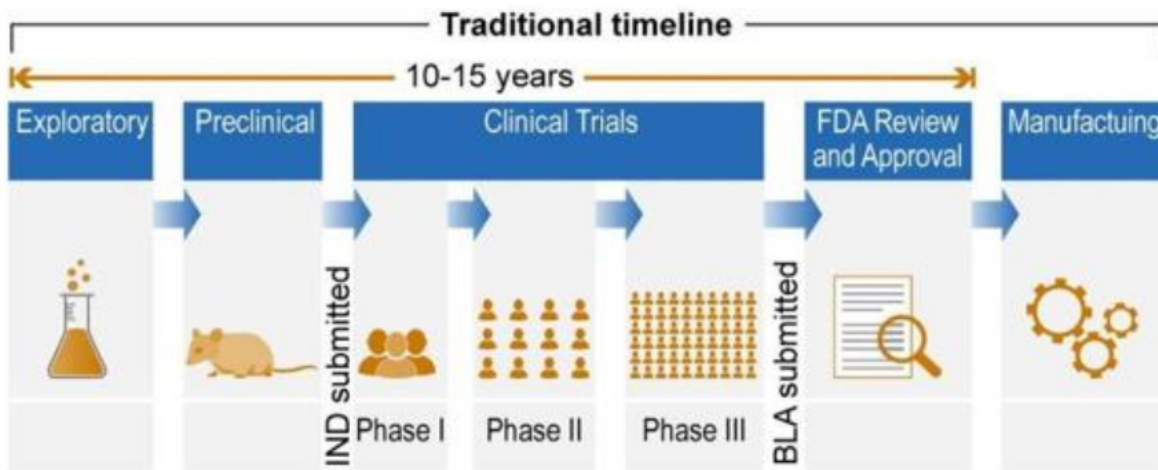 Traditional timeline
10-15 years
Exploratory
Preclinical
Clinical Trials
FDA Review
and Approval
Manufactuing
IND submitted
BLA submitted
Phase I
Phase II
Phase III